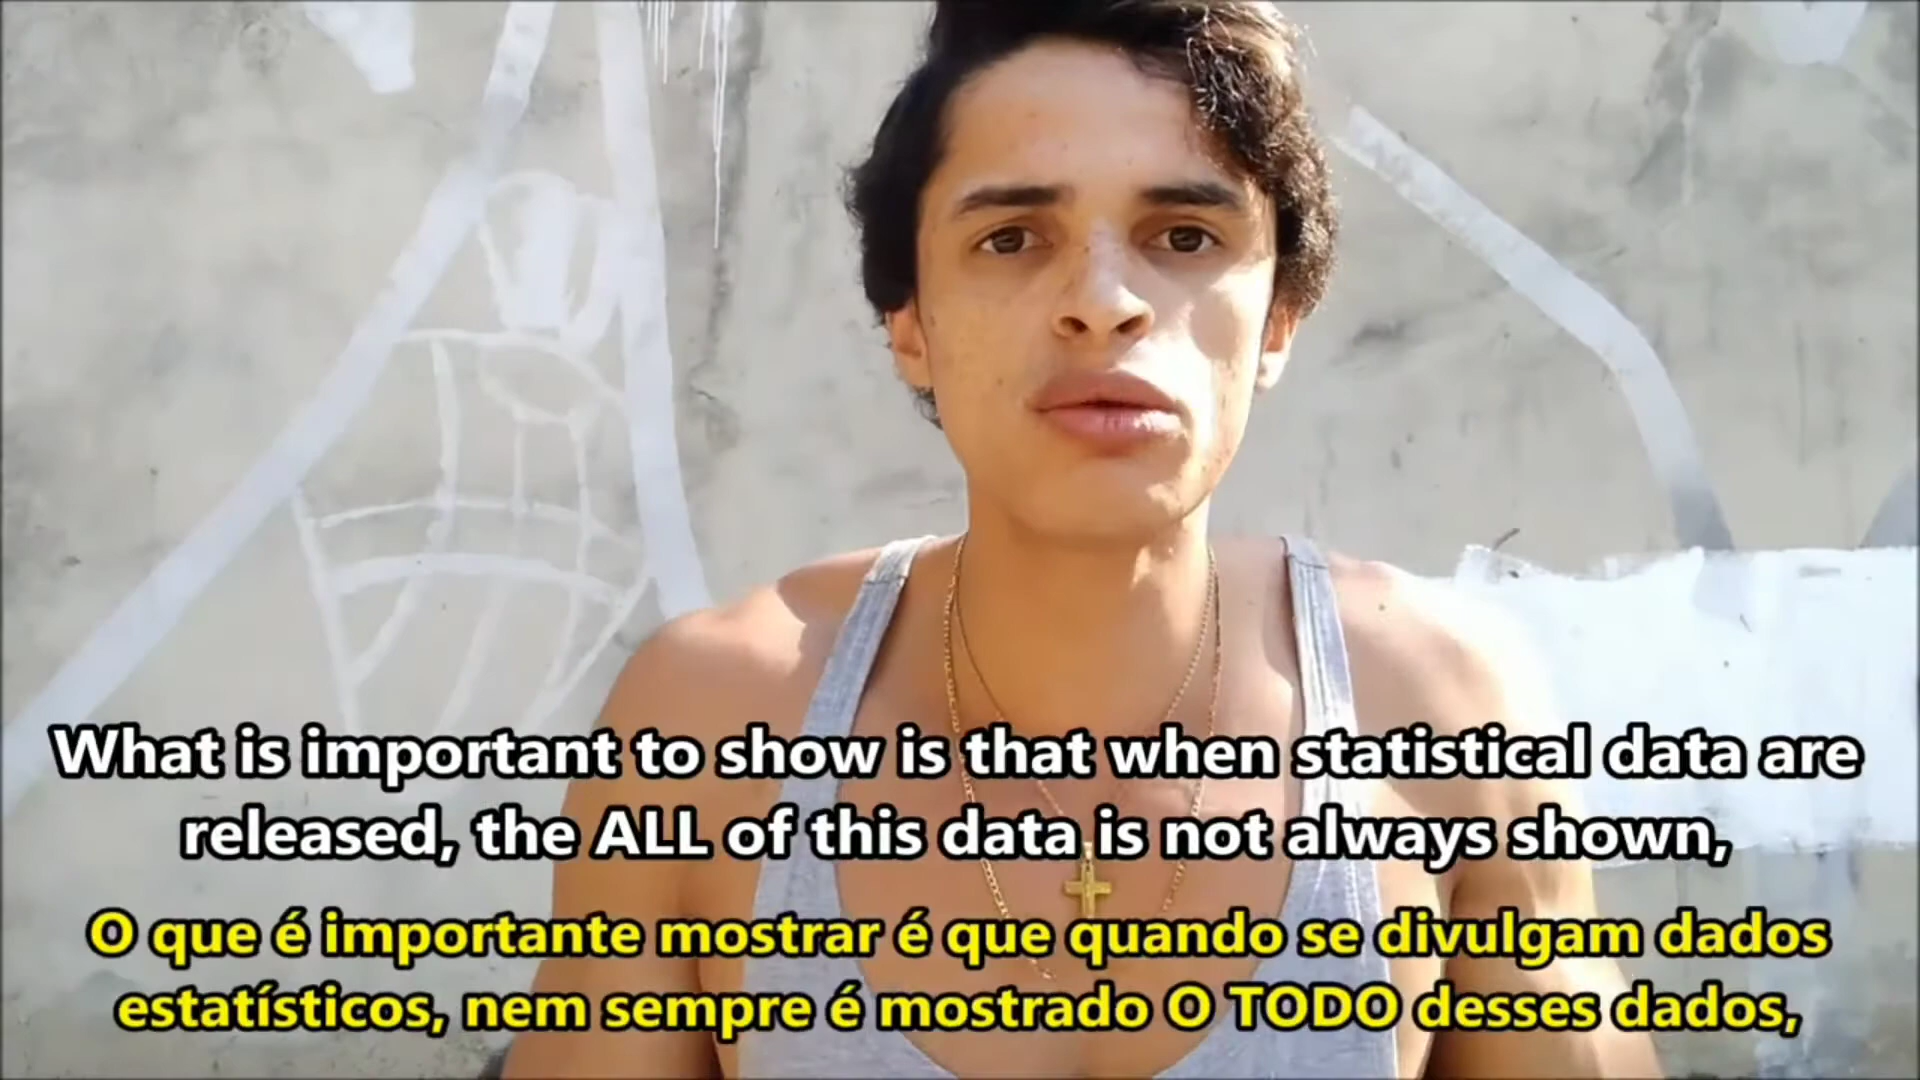 What is important to show is that when statistical data are
released, the ALL of this data is not always shown,
O que é importante mostrar é que quando se divulgam dados
estatísticos, nem sempre é mostrado O TODO desses dados,